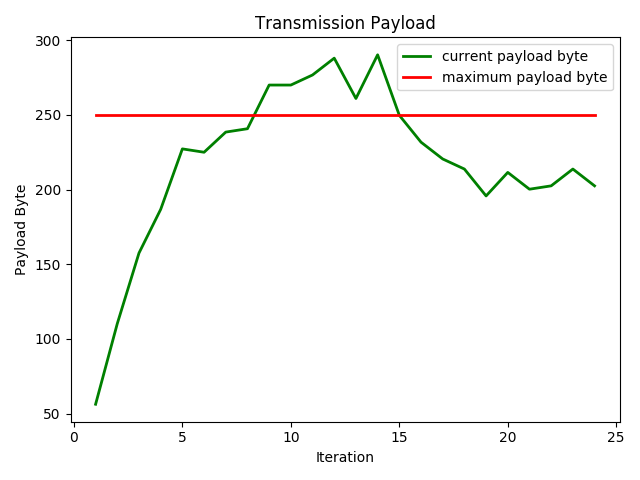 Transmission Payload
current payload byte
maximum payload byte
300
250
200
150
100
50
Payload Byte
0 5 10 15 20 25
Iteration